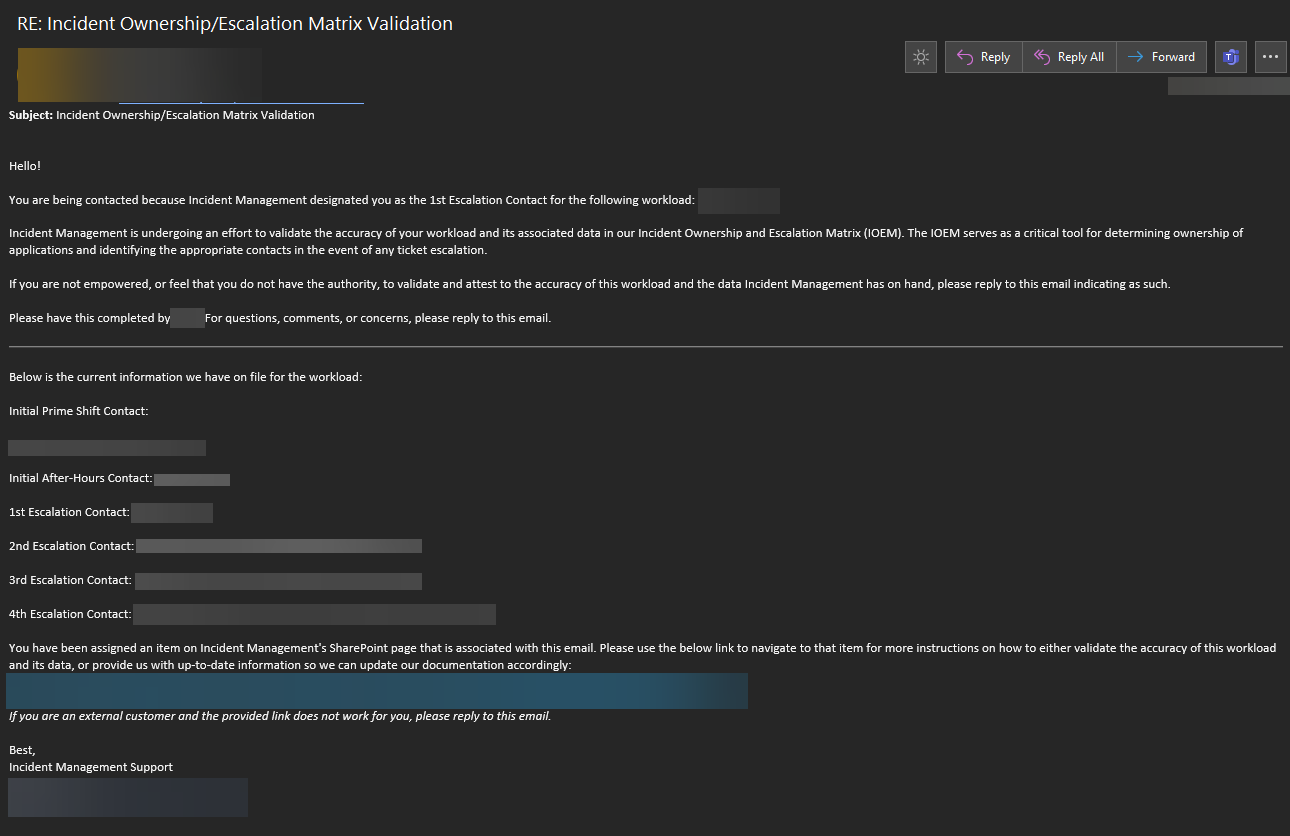 RE: Incident Ownership/Escalation Matrix Validation
Reply
Reply All
Forward
Subject: Incident Ownership/Escalation Matrix Validation
Hello!
You are being contacted because Incident Management designated you as the 1st Escalation Contact for the following workload:
Incident Management is undergoing an effort to validate the accuracy of your workload and its associated data in our Incident Ownership and Escalation Matrix (IOEM). The IOEM serves as a critical tool for determining ownership of
applications and identifying the appropriate contacts in the event of any ticket escalation.
If you are not empowered, or feel that you do not have the authority, to validate and attest to the accuracy of this workload and the data Incident Management has on hand, please reply to this email indicating as such.
Please have this completed by For questions, comments, or concerns, please reply to this email.
Below is the current information we have on file for the workload:
Initial Prime Shift Contact:
Initial After-Hours Contact:
1st Escalation Contact:
2nd Escalation Contact:
3rd Escalation Contact:
4th Escalation Contact:
You have been assigned an item on Incident Management's SharePoint page that is associated with this email. Please use the below link to navigate to that item for more instructions on how to either validate the accuracy of this workload
and its data, or provide us with up-to-date information so we can update our documentation accordingly:
If you are an external customer and the provided link does not work for you, please reply to this email.
Best,
Incident Management Support